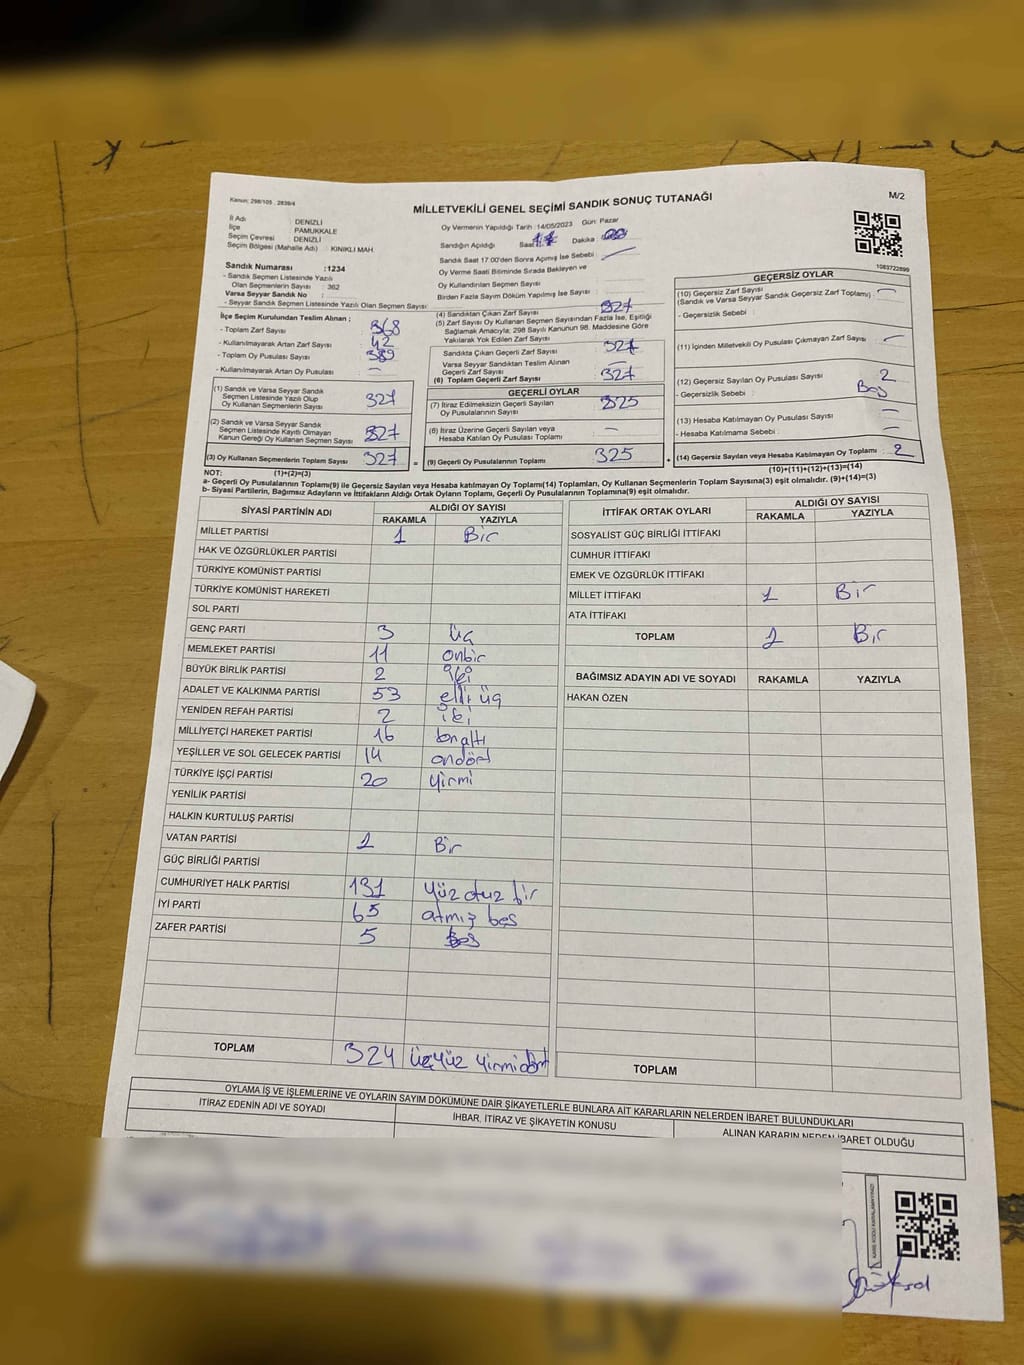 Kanun: 298/105, 2839/4
MİLLETVEKİLİ GENEL SEÇİMİ SANDIK SONUÇ TUTANAĞI
M/2
İl Adı : DENİZLİ
İlçe : PAMUKKALE
Seçim Çevresi : DENİZLİ
Seçim Bölgesi (Mahalle Adı) : KINIKLI MAH.
Sandık Numarası : 1234
- Sandık Seçmen Listesinde Yazılı
Olan Seçmenlerin Sayısı : 362
Varsa Seyyar Sandık No :
- Seyyar Sandık Seçmen Listesinde Yazılı Olan Seçmen Sayısı :
Oy Vermenin Yapıldığı Tarih : 14/05/2023 Gün: Pazar
Sandığın Açıldığı Saat : Dakika :
Sandık Saat 17.00'den Sonra Açılmış İse Sebebi :
Oy Verme Saati Bitiminde Sırada Bekleyen ve
Oy Kullandırılan Seçmen Sayısı :
Birden Fazla Sayım Döküm Yapılmış İse Sayısı :
1083722899
İlçe Seçim Kurulundan Teslim Alınan :
- Toplam Zarf Sayısı : 368
- Kullanılmayarak Artan Zarf Sayısı : 42
- Toplam Oy Pusulası Sayısı : 389
- Kullanılmayarak Artan Oy Pusulası : –
(1) Sandık ve Varsa Seyyar Sandık
Seçmen Listesinde Yazılı Olup
Oy Kullanan Seçmenlerin Sayısı 327
(2) Sandık ve Varsa Seyyar Sandık
Seçmen Listesinde Kayıtlı Olmayan
Kanun Gereği Oy Kullanan Seçmen Sayısı 327
(3) Oy Kullanan Seçmenlerin Toplam Sayısı 327
(4) Sandıktan Çıkan Zarf Sayısı : 327
(5) Zarf Sayısı Oy Kullanan Seçmen Sayısından Fazla İse, Eşitliği
Sağlamak Amacıyla; 298 Sayılı Kanunun 98. Maddesine Göre
Yakılarak Yok Edilen Zarf Sayısı :
Sandıkta Çıkan Geçerli Zarf Sayısı : 327
Varsa Seyyar Sandıktan Teslim Alınan
Geçerli Zarf Sayısı : –
(6) Toplam Geçerli Zarf Sayısı : 327
GEÇERLİ OYLAR
(7) İtiraz Edilmeksizin Geçerli Sayılan
Oy Pusulalarının Sayısı : 325
(8) İtiraz Üzerine Geçerli Sayılan veya
Hesaba Katılan Oy Pusulası Toplamı : –
= (9) Geçerli Oy Pusulalarının Toplamı : 325
GEÇERSİZ OYLAR
(10) Geçersiz Zarf Sayısı : –
(Sandık ve Varsa Seyyar Sandık Geçersiz Zarf Toplamı)
- Geçersizlik Sebebi :
(11) İçinden Milletvekili Oy Pusulası Çıkmayan Zarf Sayısı : –
(12) Geçersiz Sayılan Oy Pusulası Sayısı : 2
- Geçersizlik Sebebi : Boş
(13) Hesaba Katılmayan Oy Pusulası Sayısı : –
- Hesaba Katılmama Sebebi : –
+ (14) Geçersiz Sayılan veya Hesaba Katılmayan Oy Toplamı : 2
NOT: (1)+(2)=(3)
(10)+(11)+(12)+(13)=(14)
a- Geçerli Oy Pusulalarının Toplamı(9) ile Geçersiz Sayılan veya Hesaba Katılmayan Oy Toplamı(14) Toplamları, Oy Kullanan Seçmenlerin Toplam Sayısına(3) eşit olmalıdır. (9)+(14)=(3)
b- Siyasi Partilerin, Bağımsız Adayların ve İttifakların Aldığı Ortak Oyların Toplamı, Geçerli Oy Pusulalarının Toplamına(9) eşit olmalıdır.
SİYASİ PARTİNİN ADI ALDIĞI OY SAYISI
RAKAMLA YAZIYLA
MİLLET PARTİSİ 1 Bir
HAK VE ÖZGÜRLÜKLER PARTİSİ
TÜRKİYE KOMÜNİST PARTİSİ
TÜRKİYE KOMÜNİST HAREKETİ
SOL PARTİ
GENÇ PARTİ 3 üç
MEMLEKET PARTİSİ 11 onbir
BÜYÜK BİRLİK PARTİSİ 2 iki
ADALET VE KALKINMA PARTİSİ 53 elli üç
YENİDEN REFAH PARTİSİ 2 iki
MİLLİYETÇİ HAREKET PARTİSİ 16 onaltı
YEŞİLLER VE SOL GELECEK PARTİSİ 14 ondört
TÜRKİYE İŞÇİ PARTİSİ 20 yirmi
YENİLİK PARTİSİ
HALKIN KURTULUŞ PARTİSİ
VATAN PARTİSİ 1 Bir
GÜÇ BİRLİĞİ PARTİSİ
CUMHURİYET HALK PARTİSİ 131 yüz otuz bir
İYİ PARTİ 65 atmış beş
ZAFER PARTİSİ 5 Beş
TOPLAM 324 üçyüz yirmidört
İTTİFAK ORTAK OYLARI ALDIĞI OY SAYISI
RAKAMLA YAZIYLA
SOSYALİST GÜÇ BİRLİĞİ İTTİFAKI
CUMHUR İTTİFAKI
EMEK VE ÖZGÜRLÜK İTTİFAKI
MİLLET İTTİFAKI 1 Bir
ATA İTTİFAKI
TOPLAM 1 Bir
BAĞIMSIZ ADAYIN ADI VE SOYADI RAKAMLA YAZIYLA
HAKAN ÖZEN
TOPLAM
OYLAMA İŞ VE İŞLEMLERİNE VE OYLARIN SAYIM DÖKÜMÜNE DAİR ŞİKAYETLERLE BUNLARA AİT KARARLARIN NELERDEN İBARET BULUNDUKLARI
İTİRAZ EDENİN ADI VE SOYADI
İHBAR, İTİRAZ VE ŞİKAYETİN KONUSU
ALINAN KARARIN NEDEN İBARET OLDUĞU